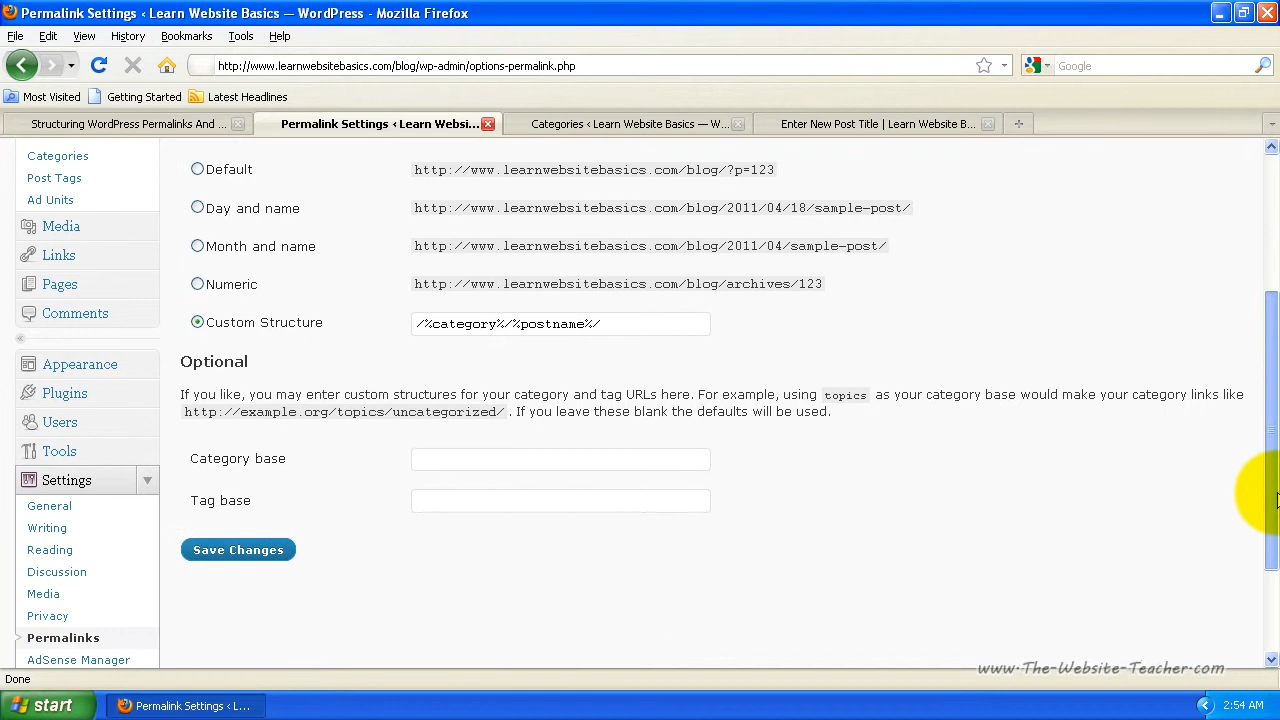 Permalink Settings ‹ Learn Website Basics — WordPress - Mozilla Firefox
File Edit View History Bookmarks Tools Help
http://www.learnwebsitebasics.com/blog/wp-admin/options-permalink.php
Google
Most Visited Getting Started Latest Headlines
Structuring WordPress Permalinks And ...
Permalink Settings ‹ Learn Websi...
Categories ‹ Learn Website Basics — W...
Enter New Post Title | Learn Website B...
Categories
Post Tags
Ad Units
Media
Links
Pages
Comments
Appearance
Plugins
Users
Tools
Settings
General
Writing
Reading
Discussion
Media
Privacy
Permalinks
AdSense Manager
Default http://www.learnwebsitebasics.com/blog/?p=123
Day and name http://www.learnwebsitebasics.com/blog/2011/04/18/sample-post/
Month and name http://www.learnwebsitebasics.com/blog/2011/04/sample-post/
Numeric http://www.learnwebsitebasics.com/blog/archives/123
Custom Structure /%category%/%postname%/
Optional
If you like, you may enter custom structures for your category and tag URLs here. For example, using topics as your category base would make your category links like
http://example.org/topics/uncategorized/ . If you leave these blank the defaults will be used.
Category base
Tag base
Save Changes
www.The-Website-Teacher.com
Done
start
Permalink Settings ‹ L...
2:54 AM